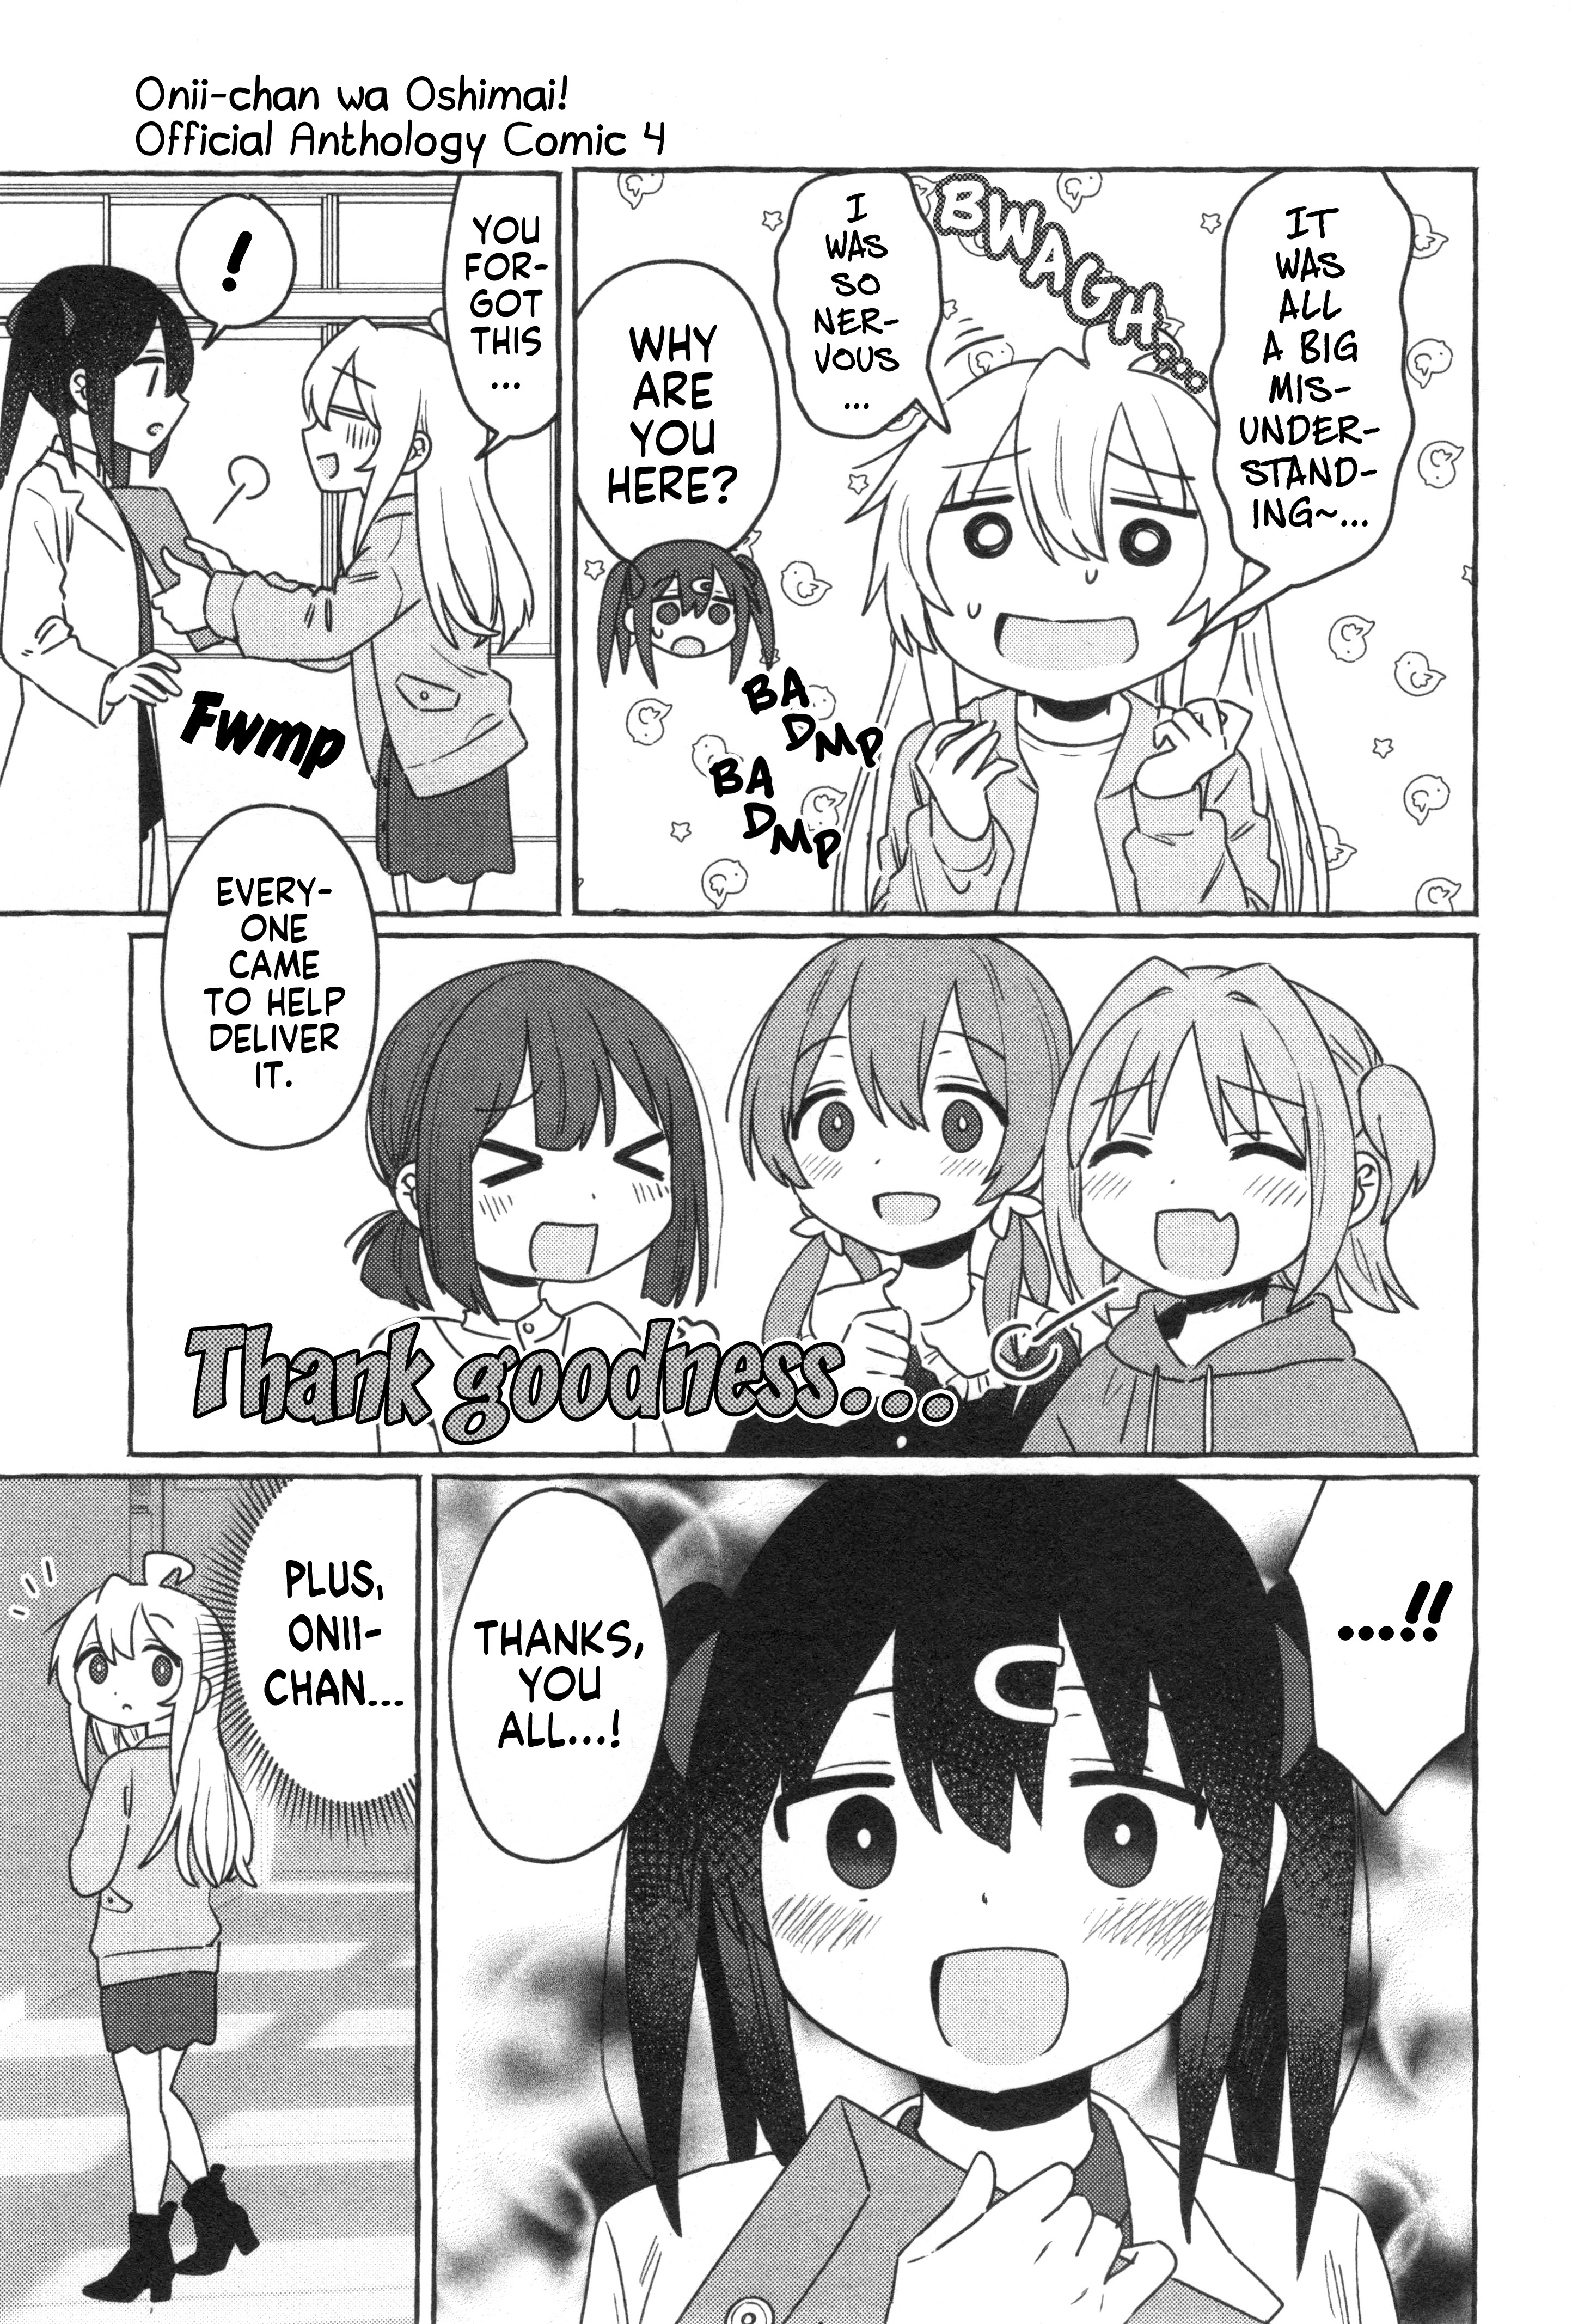 Onii-chan wa Oshimai!
Official Anthology Comic 4
IT
WAS
ALL
A BIG
MIS-
UNDER-
STAND-
ING~...
BWAGH...
I
WAS
SO
NER-
VOUS
...
WHY
ARE
YOU
HERE?
BA
DMP
BA
DMP
YOU
FOR-
GOT
THIS
...
!
FWMP
EVERY-
ONE
CAME
TO HELP
DELIVER
IT.
Thank goodness...
...!!
THANKS,
YOU
ALL...!
PLUS,
ONII-
CHAN...